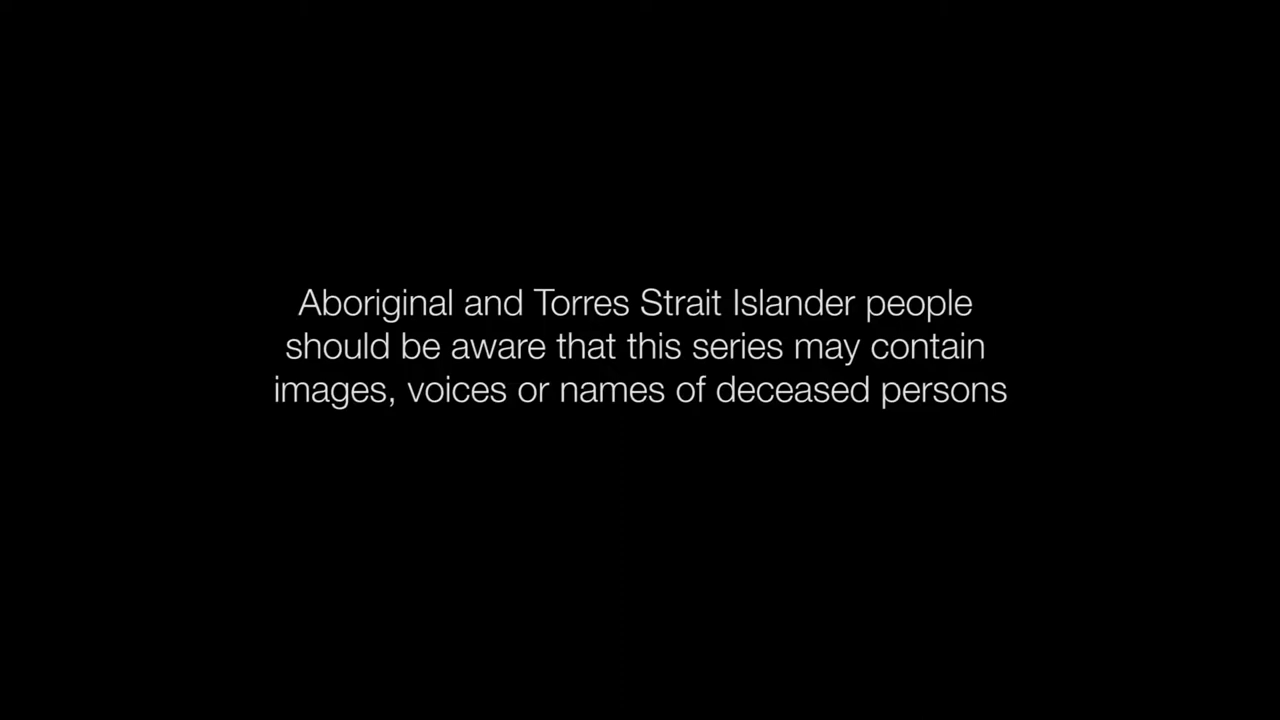 Aboriginal and Torres Strait Islander people
should be aware that this series may contain
images, voices or names of deceased persons